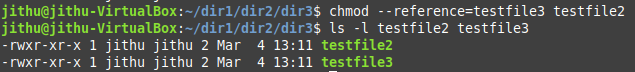 jithu@jithu-VirtualBox:~/dir1/dir2/dir3$ chmod --reference=testfile3 testfile2
jithu@jithu-VirtualBox:~/dir1/dir2/dir3$ ls -l testfile2 testfile3
-rwxr-xr-x 1 jithu jithu 2 Mar  4 13:11 testfile2
-rwxr-xr-x 1 jithu jithu 2 Mar  4 13:11 testfile3